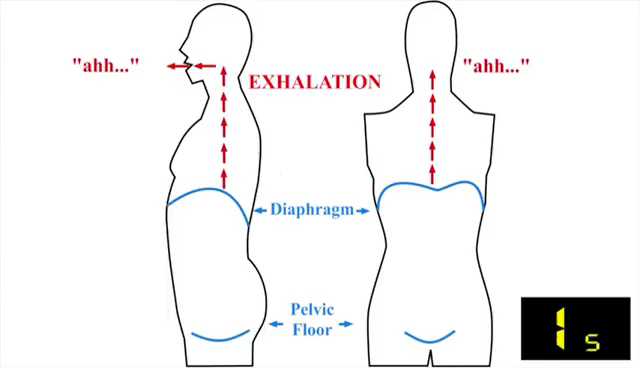 "ahh..."
EXHALATION
"ahh..."
Diaphragm
Pelvic
Floor
1 s